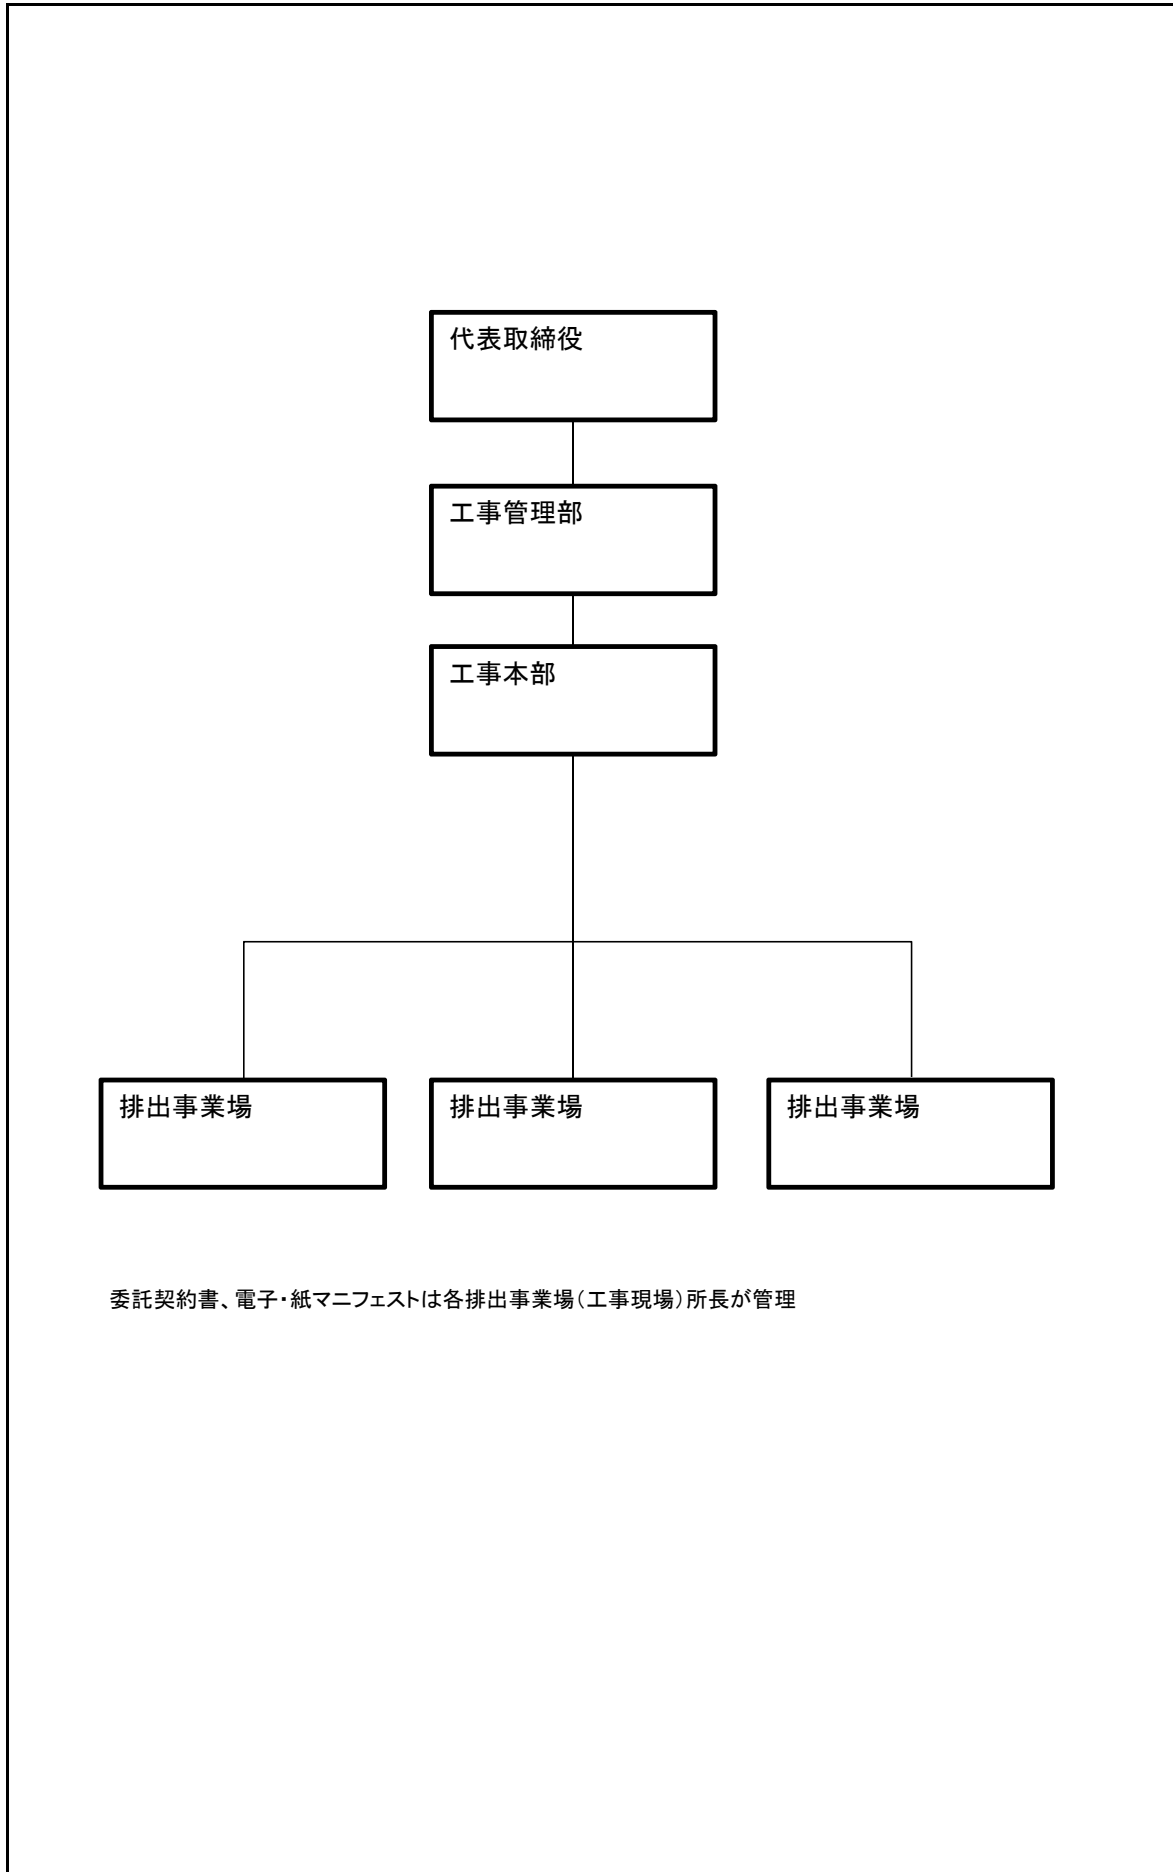 代表取締役
工事管理部
工事本部
排出事業場
排出事業場
排出事業場
委託契約書、電子・紙マニフェストは各排出事業場(工事現場)所長が管理